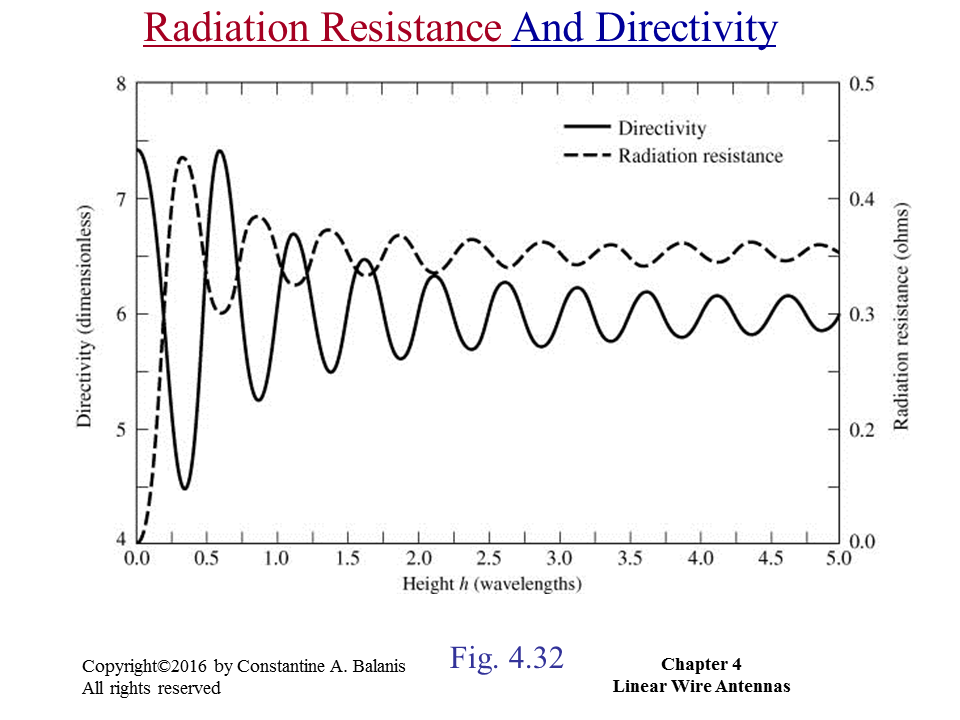 Radiation Resistance And Directivity
8
7
6
5
4
Directivity (dimensionless)
Directivity
Radiation resistance
0.5
0.4
0.3
0.2
0.0
Radiation resistance (ohms)
0.0 0.5 1.0 1.5 2.0 2.5 3.0 3.5 4.0 4.5 5.0
Height h (wavelengths)
Fig. 4.32
Copyright©2016 by Constantine A. Balanis
All rights reserved
Chapter 4
Linear Wire Antennas